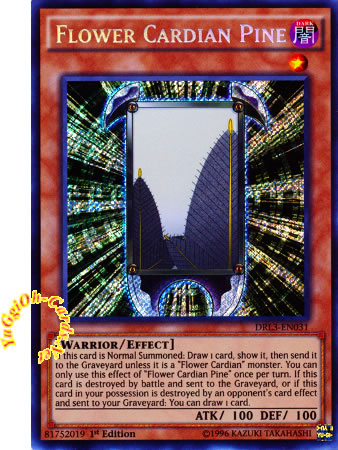 FLOWER CARDIAN PINE
DARK
闇
DRL3-EN031
[WARRIOR/EFFECT]
If this card is Normal Summoned: Draw 1 card, show it, then send it
to the Graveyard unless it is a "Flower Cardian" monster. You can
only use this effect of "Flower Cardian Pine" once per turn. If this
card is destroyed by battle and sent to the Graveyard, or if this
card in your possession is destroyed by an opponent's card effect
and sent to your Graveyard: You can draw 1 card.
ATK/ 100 DEF/ 100
81752019 1st Edition ©1996 KAZUKI TAKAHASHI